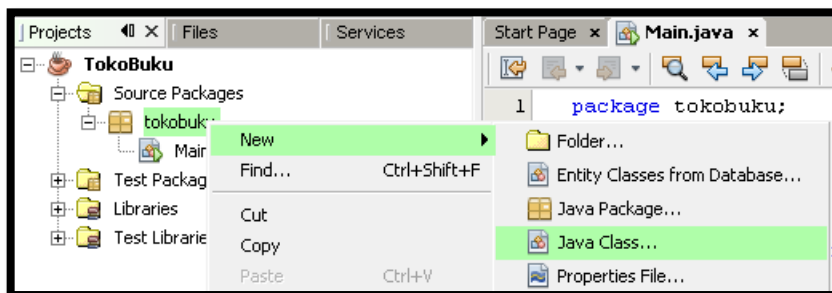 Projects
Files
Services
Start Page
Main.java
TokoBuku
Source Packages
1 package tokobuku;
tokobuku
Main
Test Packag
Libraries
Test Librarie
New
Find... Ctrl+Shift+F
Cut
Copy
Paste Ctrl+V
Folder...
Entity Classes from Database...
Java Package...
Java Class...
Properties File...